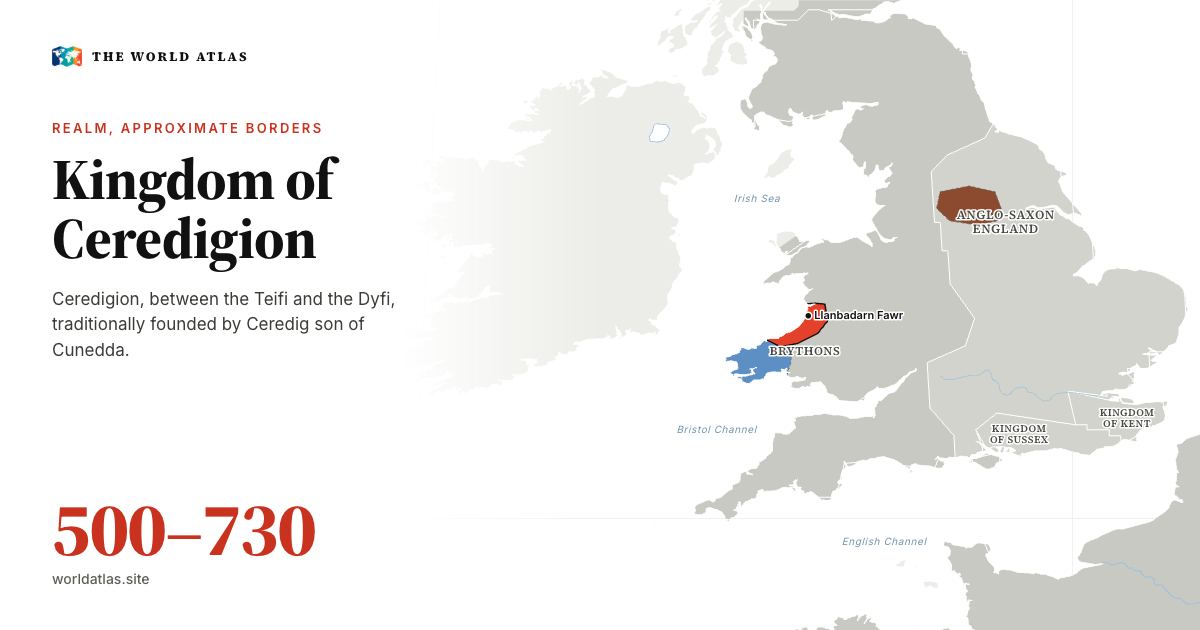 THE WORLD ATLAS
REALM, APPROXIMATE BORDERS
Kingdom of
Ceredigion
Ceredigion, between the Teifi and the Dyfi,
traditionally founded by Ceredig son of
Cunedda.
500–730
worldatlas.site
Irish Sea
ANGLO-SAXON
ENGLAND
Llanbadarn Fawr
BRYTHONS
KINGDOM
OF KENT
KINGDOM
OF SUSSEX
Bristol Channel
English Channel